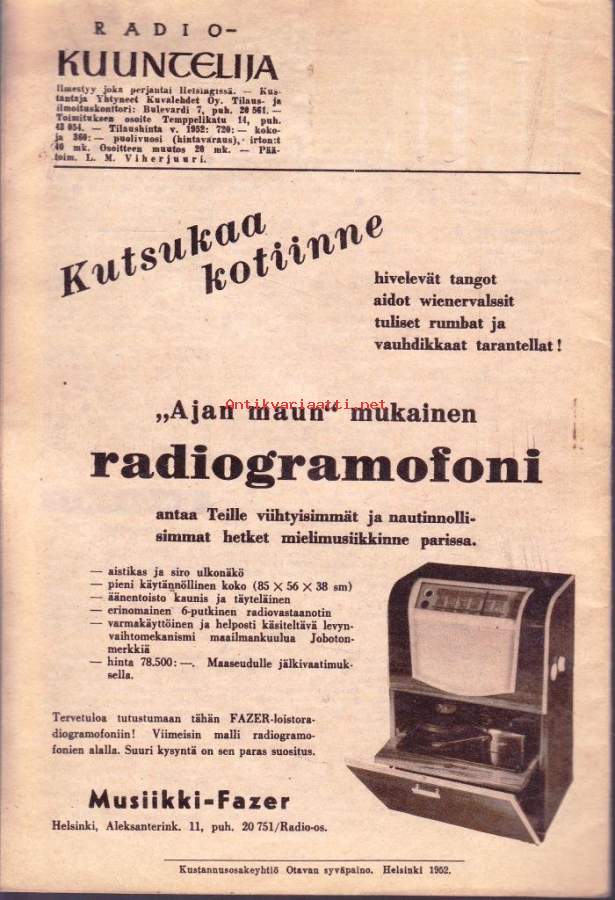 RADIO-
KUUNTELIJA
Ilmestyy joka perjantai Helsingissä. — Kus-
tantaja Yhtyneet Kuvalehdet Oy. Tilaus- ja
ilmoituskonttori: Bulevardi 7, puh. 20 561. —
Toimituksen osoite Temppelikatu 14, puh.
43 054. — Tilaushinta v. 1952: 720:— koko-
ja 360:— puolivuosi (hintavaraus), irton:t
40 mk. Osoitteen muutos 20 mk. — Pää-
toim. L. M. Viherjuuri.
Kutsukaa
kotiinne
hivelevät tangot
aidot wienervalssit
tuliset rumbat ja
vauhdikkaat tarantellat!
Antikvariaatti.net
„Ajan maun“ mukainen
radiogramofoni
antaa Teille viihtyisimmät ja nautinnolli-
simmat hetket mielimusiikkinne parissa.
— aistikas ja siro ulkonäkö
— pieni käytännöllinen koko (85 × 56 × 38 sm)
— äänentoisto kaunis ja täyteläinen
— erinomainen 6-putkinen radiovastaanotin
— varmakäyttöinen ja helposti käsiteltävä levyn-
vaihtomekanismi maailmankuulua Joboton-
merkkiä
— hinta 78.500:—. Maaseudulle jälkivaatimuk-
sella.
Tervetuloa tutustumaan tähän FAZER-loistora-
diogramofoniin! Viimeisin malli radiogramo-
fonien alalla. Suuri kysyntä on sen paras suositus.
Musiikki-Fazer
Helsinki, Aleksanterink. 11, puh. 20 751/Radio-os.
Kustannusosakeyhtiö Otavan syväpaino. Helsinki 1952.